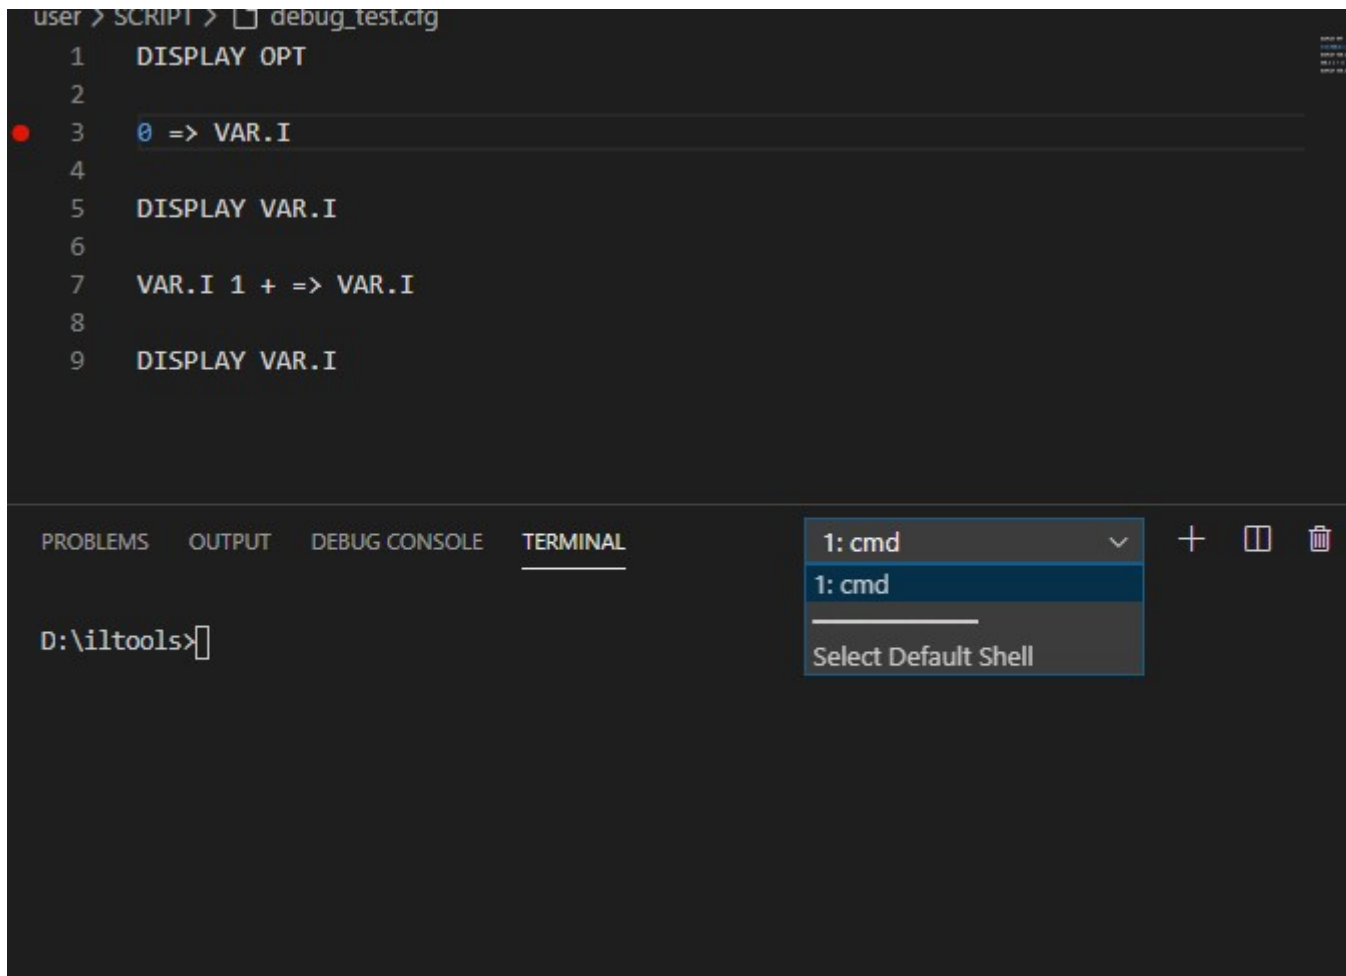 user > SCRIPT > debug_test.cfg
1 DISPLAY OPT
2
3 0 => VAR.I
4
5 DISPLAY VAR.I
6
7 VAR.I 1 + => VAR.I
8
9 DISPLAY VAR.I
PROBLEMS OUTPUT DEBUG CONSOLE TERMINAL 1: cmd
1: cmd
D:\iltools>
Select Default Shell